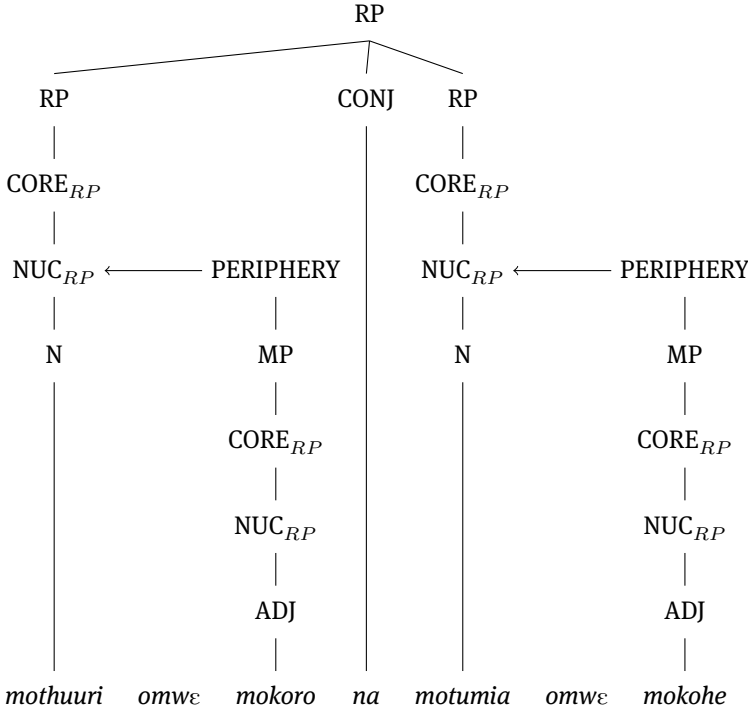 RP
RP CONJ RP
CORE_RP CORE_RP
NUC_RP PERIPHERY NUC_RP PERIPHERY
N MP N MP
CORE_RP CORE_RP
NUC_RP NUC_RP
ADJ ADJ
mothuuri omwɛ mokoro na motumia omwɛ mokohe